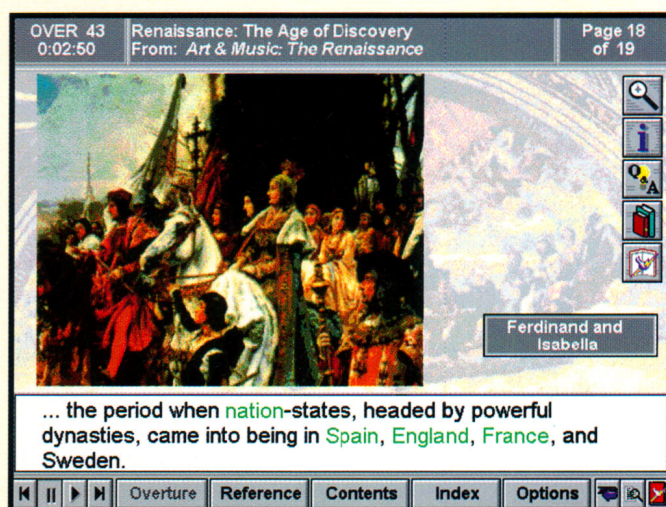 OVER 43
0:02:50
Renaissance: The Age of Discovery
From: Art & Music: The Renaissance
Page 18
of 19
i
Q&A
Ferdinand and
Isabella
... the period when nation-states, headed by powerful
dynasties, came into being in Spain, England, France, and
Sweden.
Overture Reference Contents Index Options